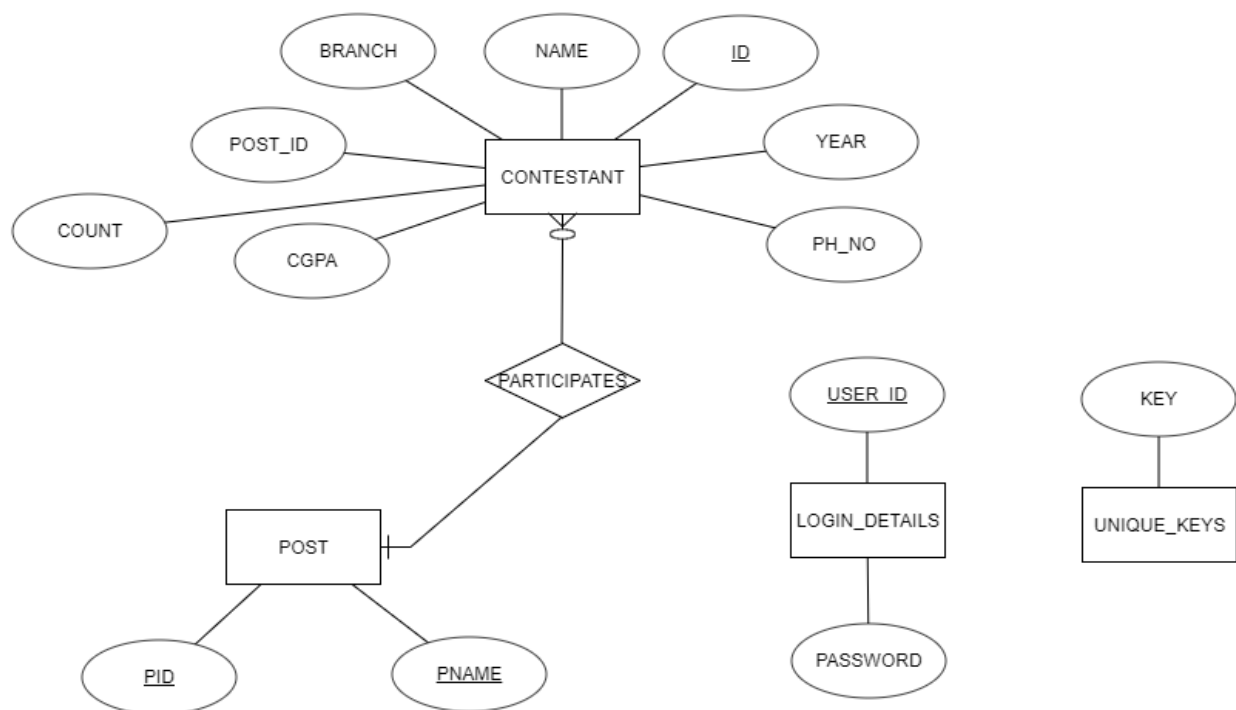 BRANCH
NAME
ID
POST_ID
YEAR
CONTESTANT
COUNT
CGPA
PH_NO
PARTICIPATES
USER_ID
KEY
LOGIN_DETAILS
UNIQUE_KEYS
POST
PID
PNAME
PASSWORD